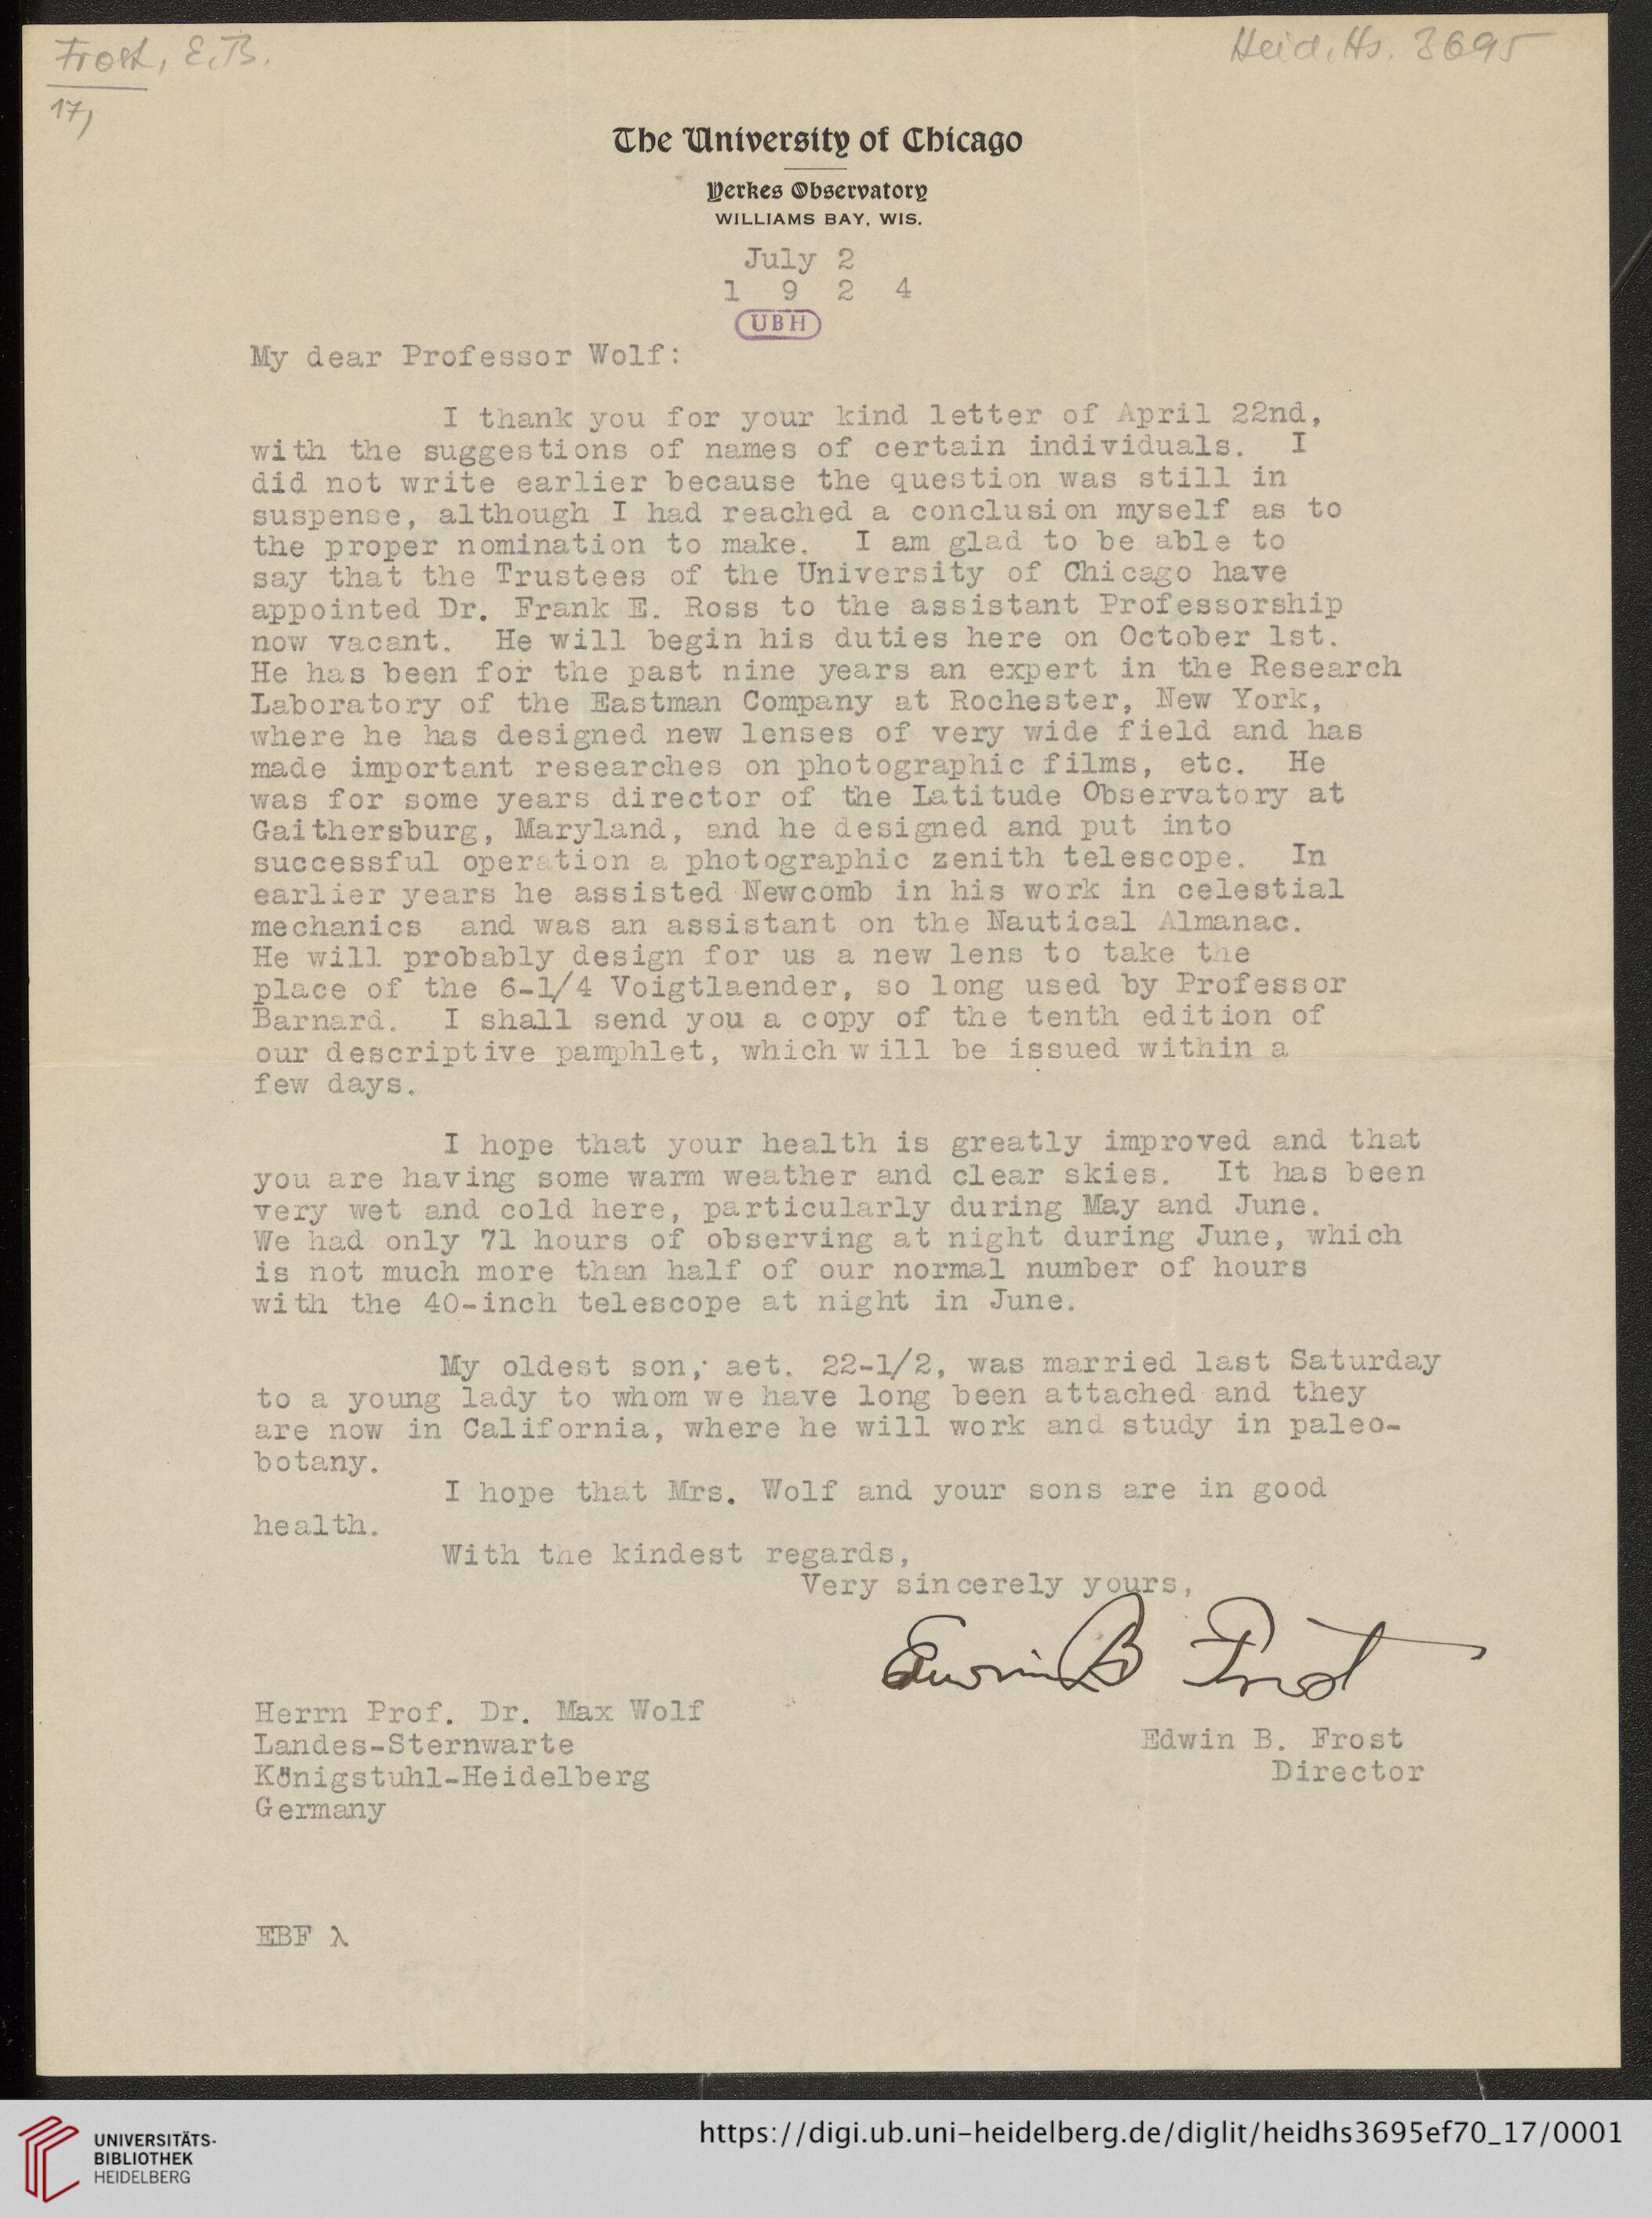 Frost, E.B.
Heid. Hs. 3695
17,
The University of Chicago
Yerkes Observatory
WILLIAMS BAY, WIS.
July 2
1 9 2 4
UBH
My dear Professor Wolf:
I thank you for your kind letter of April 22nd,
with the suggestions of names of certain individuals. I
did not write earlier because the question was still in
suspense, although I had reached a conclusion myself as to
the proper nomination to make. I am glad to be able to
say that the Trustees of the University of Chicago have
appointed Dr. Frank E. Ross to the assistant Professorship
now vacant. He will begin his duties here on October 1st.
He has been for the past nine years an expert in the Research
Laboratory of the Eastman Company at Rochester, New York,
where he has designed new lenses of very wide field and has
made important researches on photographic films, etc. He
was for some years director of the Latitude Observatory at
Gaithersburg, Maryland, and he designed and put into
successful operation a photographic zenith telescope. In
earlier years he assisted Newcomb in his work in celestial
mechanics and was an assistant on the Nautical Almanac.
He will probably design for us a new lens to take the
place of the 6-1/4 Voigtlaender, so long used by Professor
Barnard. I shall send you a copy of the tenth edition of
our descriptive pamphlet, which will be issued within a
few days.
I hope that your health is greatly improved and that
you are having some warm weather and clear skies. It has been
very wet and cold here, particularly during May and June.
We had only 71 hours of observing at night during June, which
is not much more than half of our normal number of hours
with the 40-inch telescope at night in June.
My oldest son, aet. 22-1/2, was married last Saturday
to a young lady to whom we have long been attached and they
are now in California, where he will work and study in paleo-
botany.
I hope that Mrs. Wolf and your sons are in good
health.
With the kindest regards,
Very sincerely yours,
Edwin B Frost
Herrn Prof. Dr. Max Wolf
Landes-Sternwarte
Königstuhl-Heidelberg
Germany
Edwin B. Frost
Director
EBF λ
UNIVERSITÄTS-
BIBLIOTHEK
HEIDELBERG
https://digi.ub.uni-heidelberg.de/diglit/heidhs3695ef70_17/0001